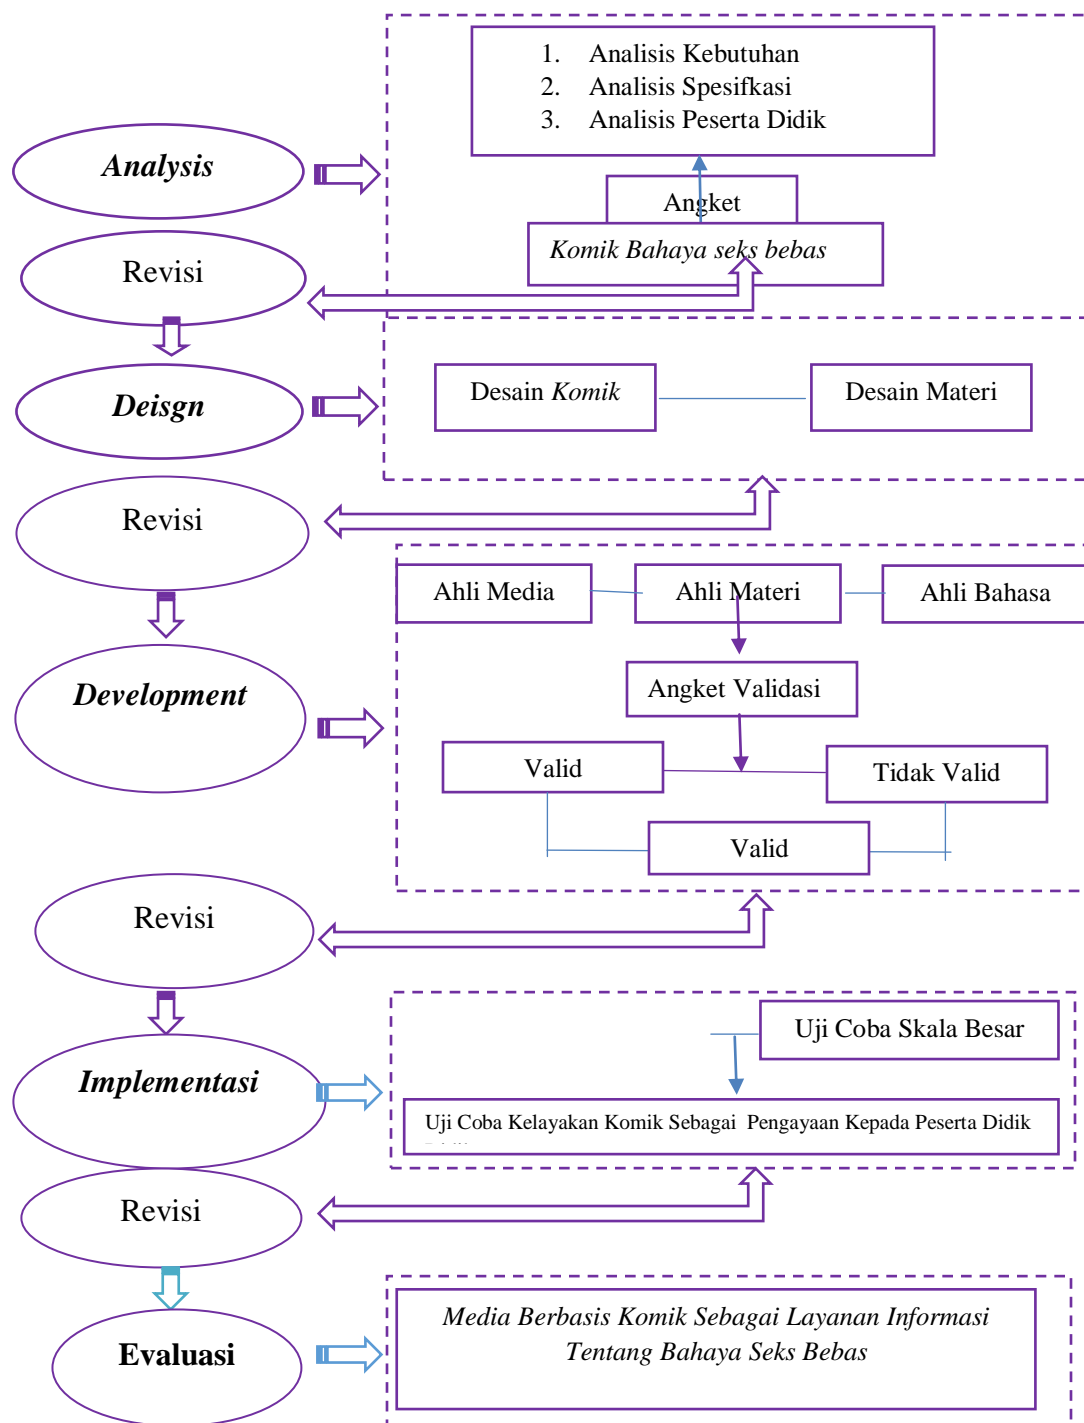 1. Analisis Kebutuhan
2. Analisis Spesifkasi
3. Analisis Peserta Didik
Analysis
Angket
Komik Bahaya seks bebas
Revisi
Deisgn
Desain Komik
Desain Materi
Revisi
Ahli Media
Ahli Materi
Ahli Bahasa
Development
Angket Validasi
Valid
Tidak Valid
Valid
Revisi
Uji Coba Skala Besar
Implementasi
Uji Coba Kelayakan Komik Sebagai Pengayaan Kepada Peserta Didik
Revisi
Evaluasi
Media Berbasis Komik Sebagai Layanan Informasi
Tentang Bahaya Seks Bebas